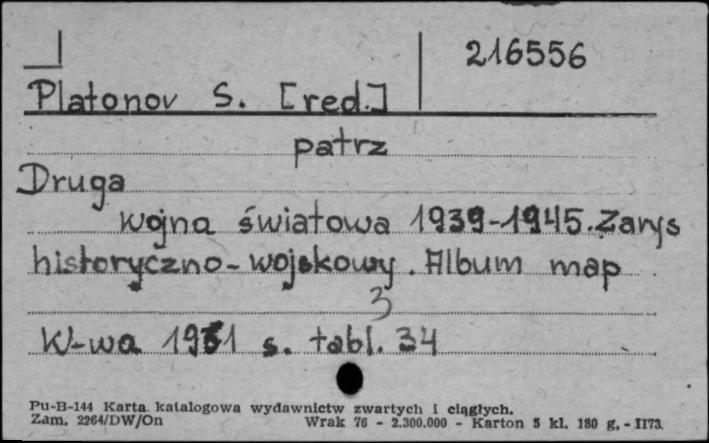 216556
Platonov S. [red.]
patrz
Druga
wojna światowa 1939-1945. Zarys
historyczno-wojskowy. Album map
3
W-wa 1961 s. tabl. 34
Pu-B-144 Karta katalogowa wydawnictw zwartych i ciągłych.
Zam. 2264/DW/On Wrak 76 - 2.300.000 - Karton 5 kl. 180 g. - II73.